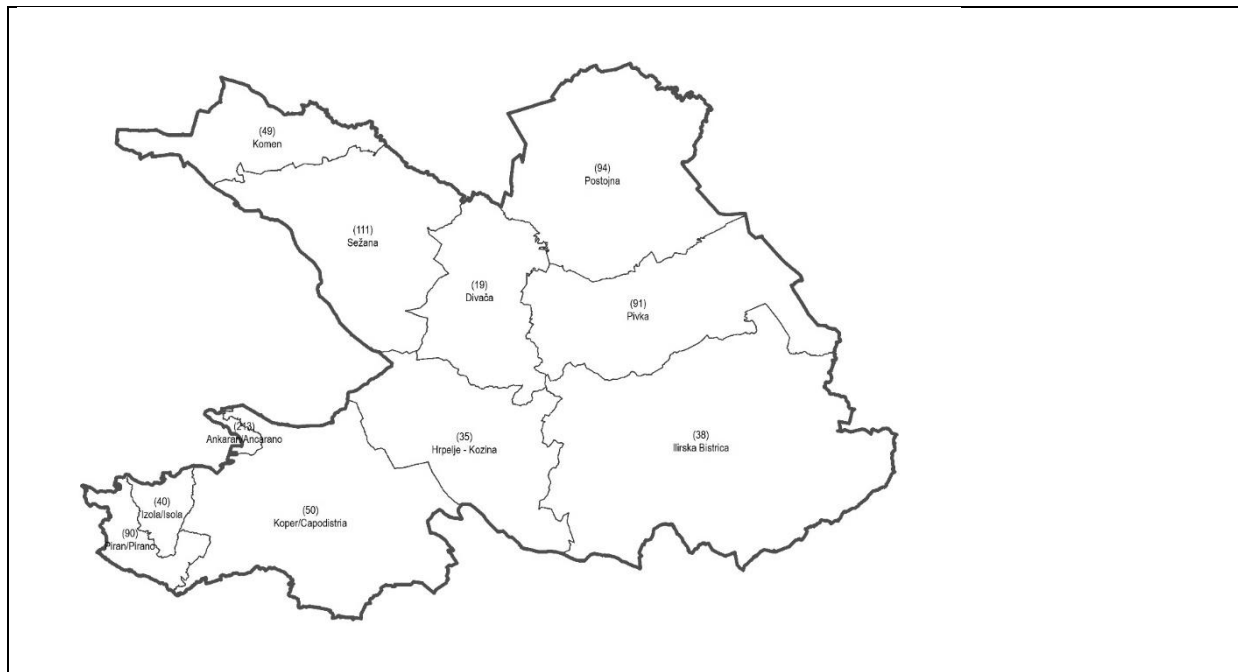 (49)
Komen
(94)
Postojna
(111)
Sežana
(19)
Divača
(91)
Pivka
(213)
Ankaran/Ancarano
(35)
Hrpelje - Kozina
(38)
Ilirska Bistrica
(40)
Izola/Isola
(50)
Koper/Capodistria
(90)
Piran/Pirano